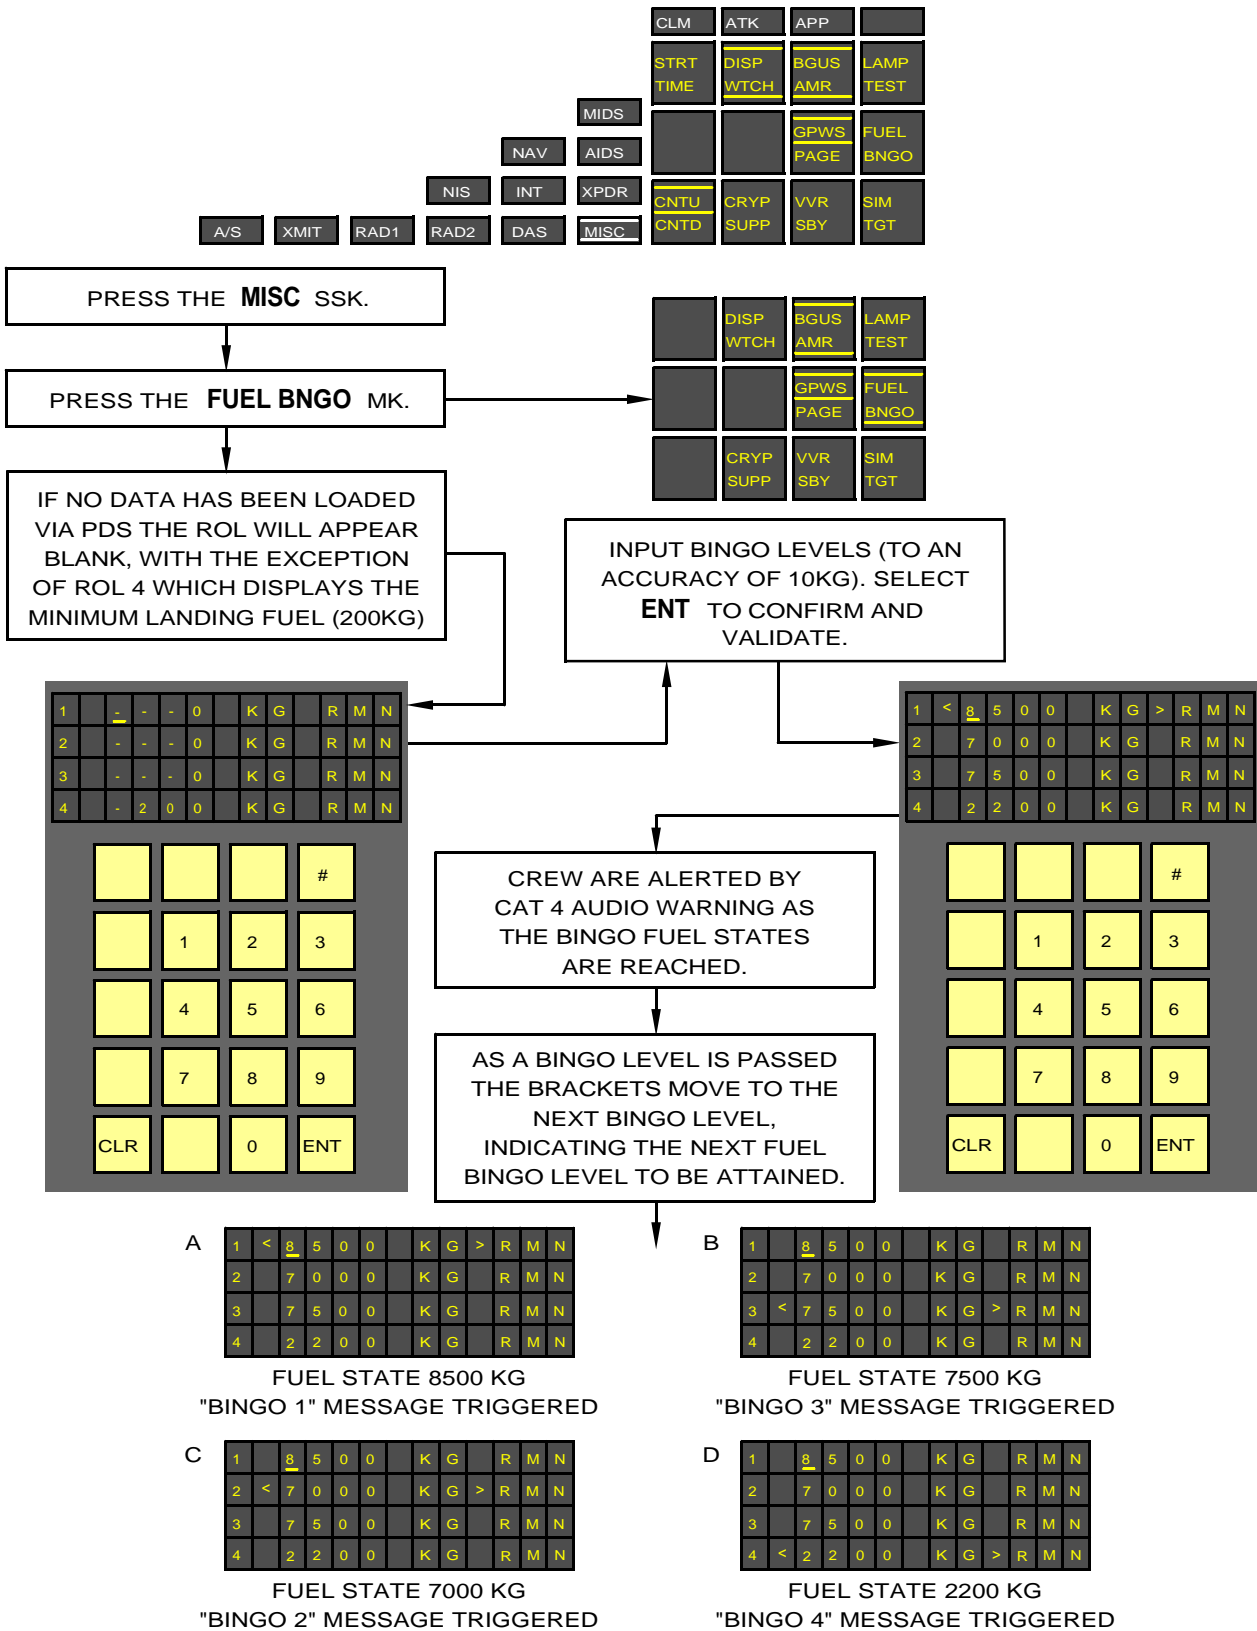 CLM ATK APP
STRT DISP BGUS LAMP
TIME WTCH AMR TEST
MIDS
GPWS FUEL
NAV AIDS PAGE BNGO
NIS INT XPDR CNTU CRYP VVR SIM
A/S XMIT RAD1 RAD2 DAS MISC CNTD SUPP SBY TGT
PRESS THE MISC SSK.
DISP BGUS LAMP
WTCH AMR TEST
PRESS THE FUEL BNGO MK.
GPWS FUEL
PAGE BNGO
CRYP VVR SIM
SUPP SBY TGT
IF NO DATA HAS BEEN LOADED
VIA PDS THE ROL WILL APPEAR
BLANK, WITH THE EXCEPTION
OF ROL 4 WHICH DISPLAYS THE
MINIMUM LANDING FUEL (200KG)
INPUT BINGO LEVELS (TO AN
ACCURACY OF 10KG). SELECT
ENT TO CONFIRM AND
VALIDATE.
1 - - - 0 K G R M N
2 - - - 0 K G R M N
3 - - - 0 K G R M N
4 - 2 0 0 K G R M N
#
1 2 3
4 5 6
7 8 9
CLR 0 ENT
1 < 8 5 0 0 K G > R M N
2 7 0 0 0 K G R M N
3 7 5 0 0 K G R M N
4 2 2 0 0 K G R M N
#
1 2 3
4 5 6
7 8 9
CLR 0 ENT
CREW ARE ALERTED BY
CAT 4 AUDIO WARNING AS
THE BINGO FUEL STATES
ARE REACHED.
AS A BINGO LEVEL IS PASSED
THE BRACKETS MOVE TO THE
NEXT BINGO LEVEL,
INDICATING THE NEXT FUEL
BINGO LEVEL TO BE ATTAINED.
A
1 < 8 5 0 0 K G > R M N
2 7 0 0 0 K G R M N
3 7 5 0 0 K G R M N
4 2 2 0 0 K G R M N
FUEL STATE 8500 KG
"BINGO 1" MESSAGE TRIGGERED
B
1 8 5 0 0 K G R M N
2 7 0 0 0 K G R M N
3 < 7 5 0 0 K G > R M N
4 2 2 0 0 K G R M N
FUEL STATE 7500 KG
"BINGO 3" MESSAGE TRIGGERED
C
1 8 5 0 0 K G R M N
2 < 7 0 0 0 K G > R M N
3 7 5 0 0 K G R M N
4 2 2 0 0 K G R M N
FUEL STATE 7000 KG
"BINGO 2" MESSAGE TRIGGERED
D
1 8 5 0 0 K G R M N
2 7 0 0 0 K G R M N
3 7 5 0 0 K G R M N
4 < 2 2 0 0 K G > R M N
FUEL STATE 2200 KG
"BINGO 4" MESSAGE TRIGGERED